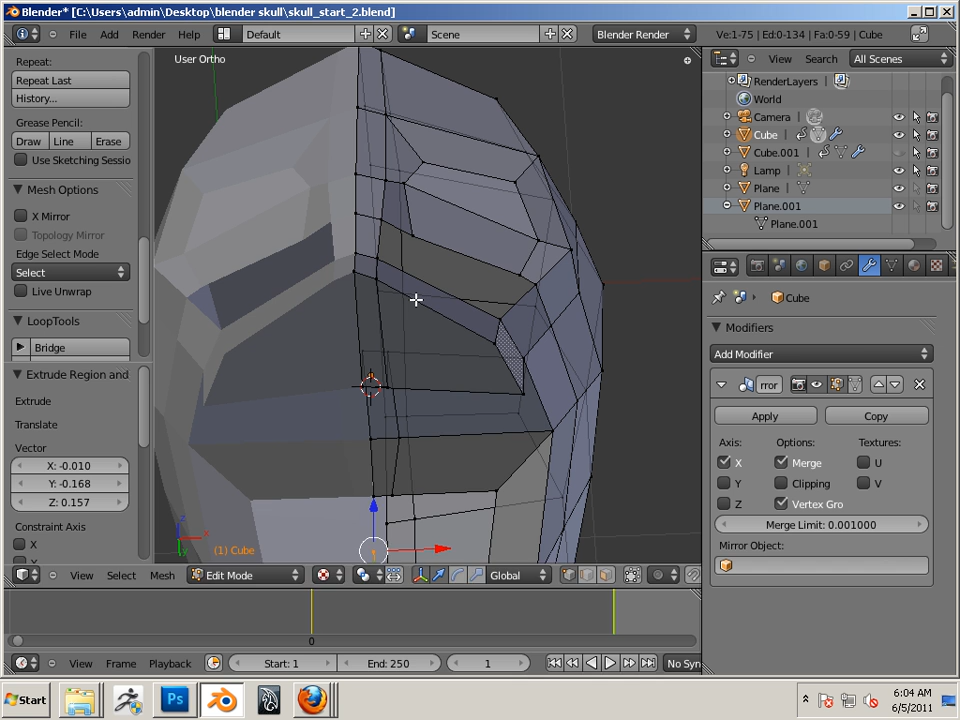 Blender* [C:\Users\admin\Desktop\blender skull\skull_start_2.blend]
File Add Render Help Default Scene Blender Render Ve:1-75 | Ed:0-134 | Fa:0-59 | Cube
Repeat:
Repeat Last
History...
Grease Pencil:
Draw Line Erase
Use Sketching Sessio
Mesh Options
X Mirror
Topology Mirror
Edge Select Mode
Select
Live Unwrap
LoopTools
Bridge
Extrude Region and
Extrude
Translate
Vector
X: -0.010
Y: -0.168
Z: 0.157
Constraint Axis
X
User Ortho
(1) Cube
View Select Mesh Edit Mode Global
0
View Frame Playback Start: 1 End: 250 1 No Syn
View Search All Scenes
RenderLayers
World
Camera
Cube
Cube.001
Lamp
Plane
Plane.001
Plane.001
Cube
Modifiers
Add Modifier
rror
Apply Copy
Axis: Options: Textures:
X Merge U
Y Clipping V
Z Vertex Gro
Merge Limit: 0.001000
Mirror Object:
Start Ps 6:04 AM
6/5/2011